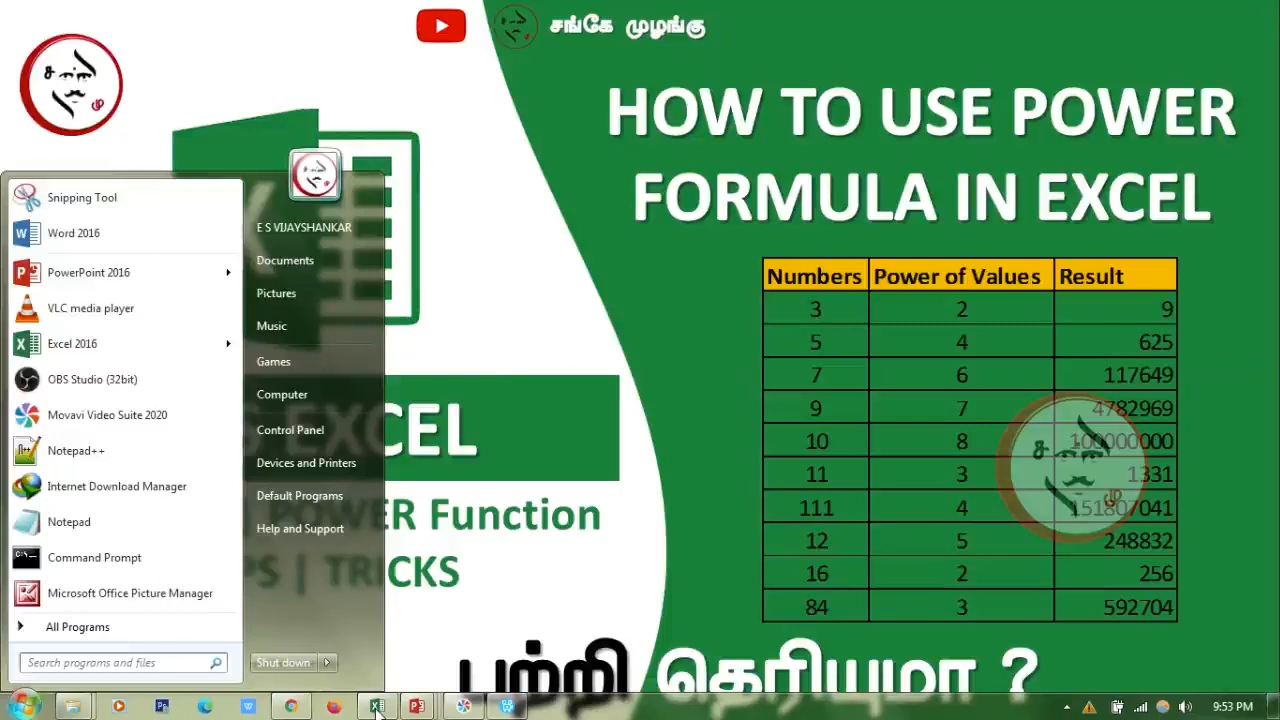 சங்கே முழங்கு
ச
மு
HOW TO USE POWER
FORMULA IN EXCEL
Numbers Power of Values Result
3 2 9
5 4 625
7 6 117649
9 7 4782969
10 8 100000000
11 3 1331
111 4 151807041
12 5 248832
16 2 256
84 3 592704
Snipping Tool
Word 2016
PowerPoint 2016
VLC media player
Excel 2016
OBS Studio (32bit)
Movavi Video Suite 2020
Notepad++
Internet Download Manager
Notepad
Command Prompt
Microsoft Office Picture Manager
All Programs
Search programs and files
E S VIJAYSHANKAR
Documents
Pictures
Music
Games
Computer
Control Panel
Devices and Printers
Default Programs
Help and Support
Shut down
EXCEL
Function
TRICKS
பற்றி தெரியுமா ?
9:53 PM